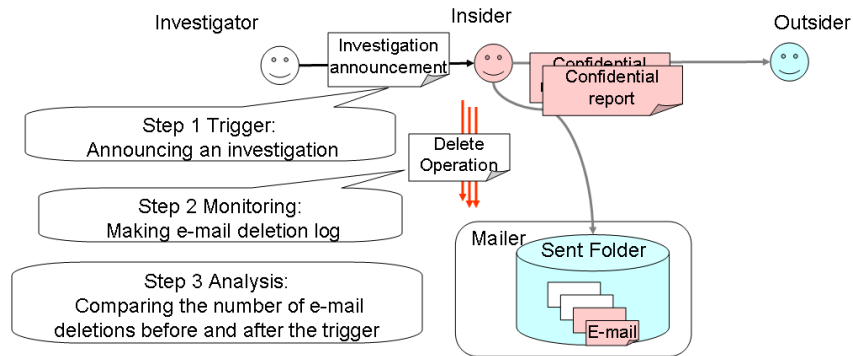 Investigator
Insider
Outsider
Investigation
announcement
Confidential
r
Confidential
report
Step 1 Trigger:
Announcing an investigation
Delete
Operation
Step 2 Monitoring:
Making e-mail deletion log
Mailer
Sent Folder
E-mail
Step 3 Analysis:
Comparing the number of e-mail
deletions before and after the trigger